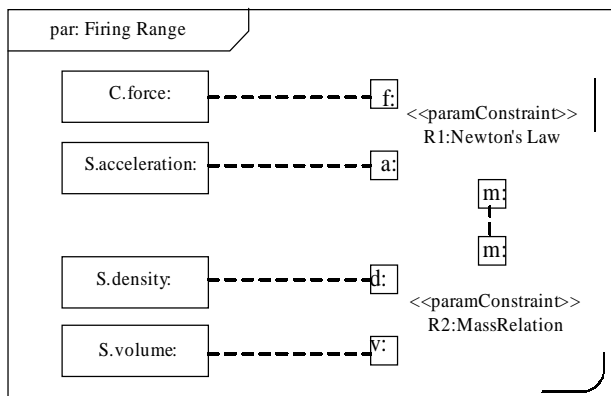 par: Firing Range
C.force:
f:
<<paramConstraint>>
R1:Newton's Law
S.acceleration:
a:
m:
m:
S.density:
d:
<<paramConstraint>>
R2:MassRelation
S.volume:
v: